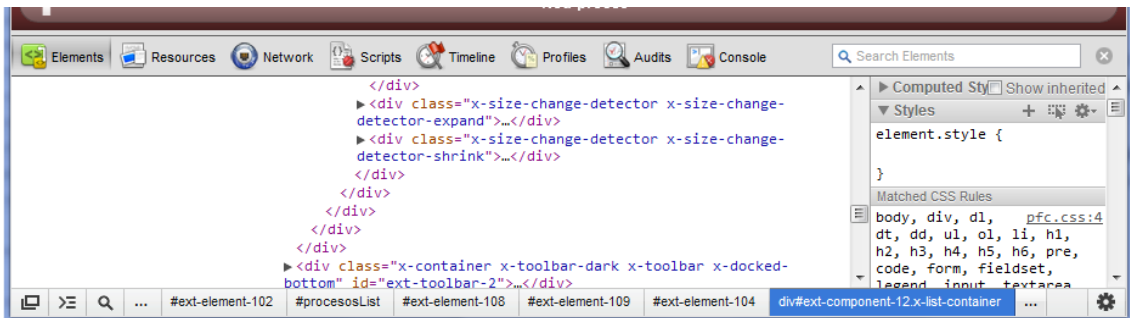 Elements Resources Network Scripts Timeline Profiles Audits Console Search Elements
</div>
▶<div class="x-size-change-detector x-size-change-
detector-expand">…</div>
▶<div class="x-size-change-detector x-size-change-
detector-shrink">…</div>
</div>
</div>
</div>
</div>
</div>
▶<div class="x-container x-toolbar-dark x-toolbar x-docked-
bottom" id="ext-toolbar-2">…</div>
▶ Computed Sty Show inherited
▼ Styles
element.style {
}
Matched CSS Rules
body, div, dl, pfc.css:4
dt, dd, ul, ol, li, h1,
h2, h3, h4, h5, h6, pre,
code, form, fieldset,
legend, input, textarea
... #ext-element-102 #procesosList #ext-element-108 #ext-element-109 #ext-element-104 div#ext-component-12.x-list-container ...